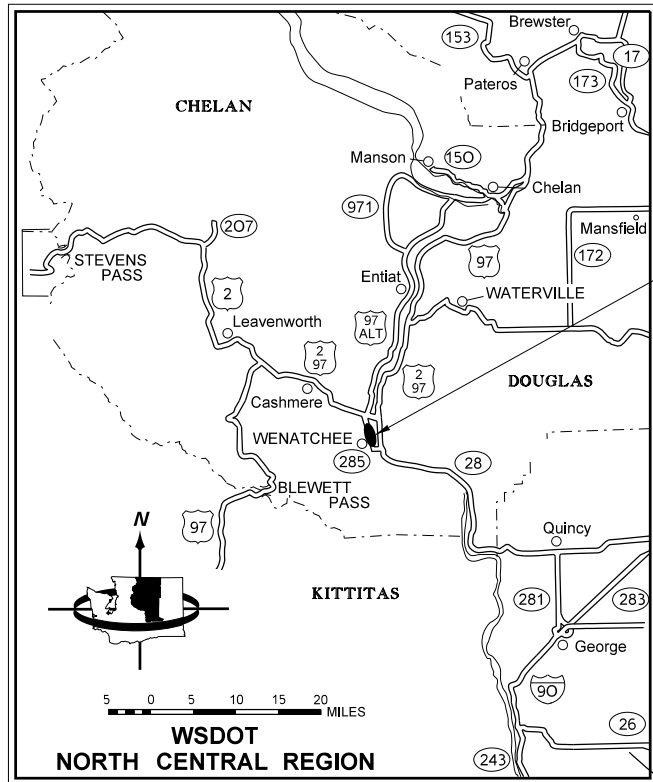 Brewster
153
17
Pateros
173
CHELAN
Bridgeport
Manson
150
Chelan
971
Mansfield
207
STEVENS
PASS
97
172
Entiat
2
WATERVILLE
Leavenworth
97
ALT
2
97
2
97
DOUGLAS
Cashmere
WENATCHEE
285
28
BLEWETT
PASS
N
97
Quincy
KITTITAS
281
283
George
90
5 0 5 10 15 20
MILES
26
WSDOT
NORTH CENTRAL REGION
243